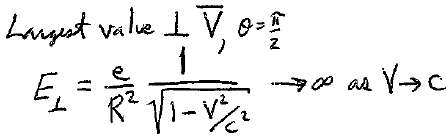 Largest value ⊥ V̅, θ = π/2
E⊥ = e/R² 1/√(1 - V²/c²) → ∞ as V → c